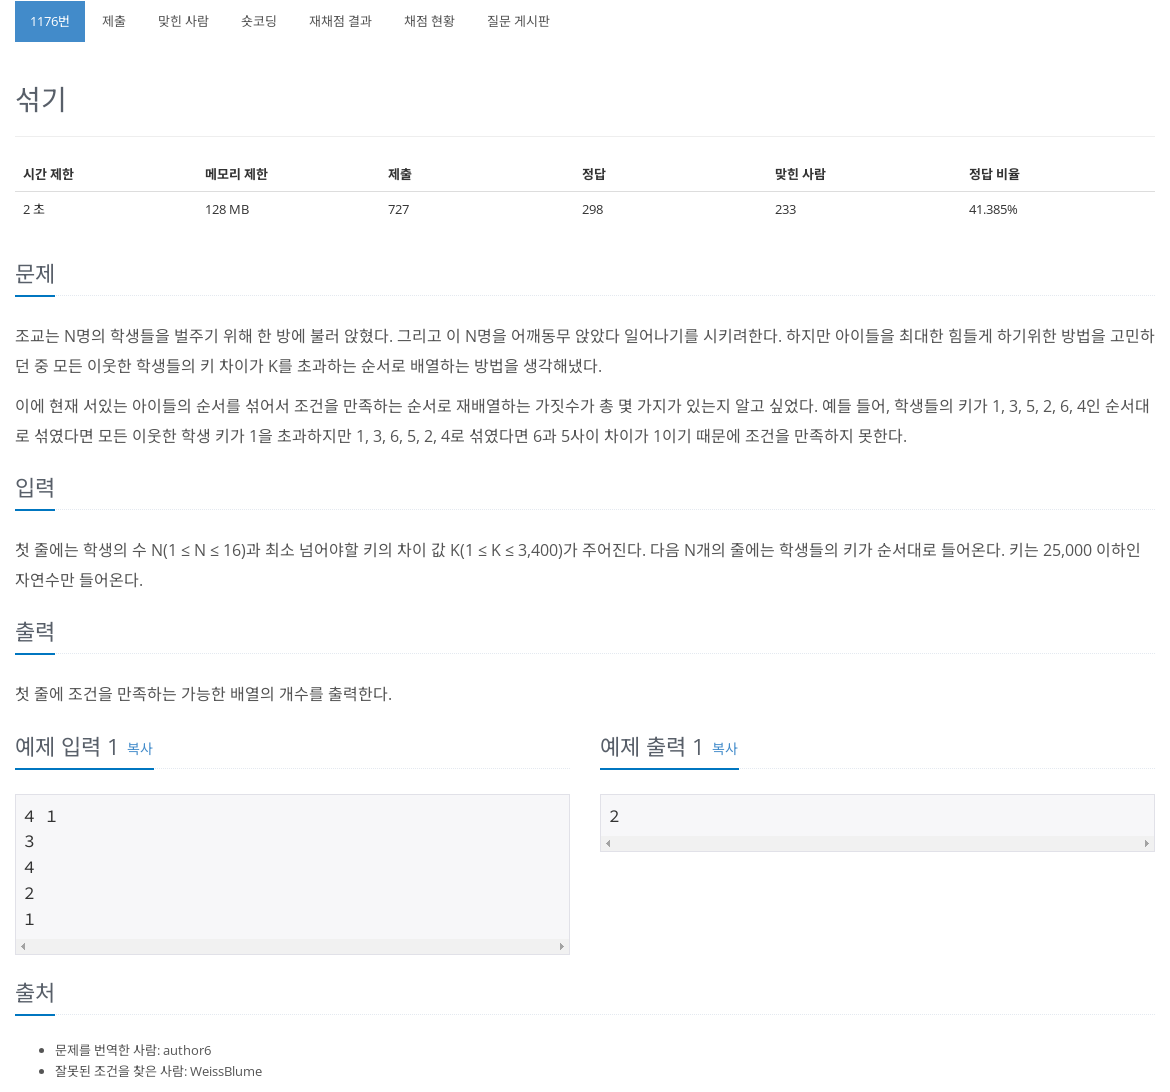 1176번 제출 맞힌 사람 숏코딩 재채점 결과 채점 현황 질문 게시판
섞기
시간 제한 메모리 제한 제출 정답 맞힌 사람 정답 비율
2 초 128 MB 727 298 233 41.385%
문제
조교는 N명의 학생들을 벌주기 위해 한 방에 불러 앉혔다. 그리고 이 N명을 어깨동무 앉았다 일어나기를 시키려한다. 하지만 아이들을 최대한 힘들게 하기위한 방법을 고민하
던 중 모든 이웃한 학생들의 키 차이가 K를 초과하는 순서로 배열하는 방법을 생각해냈다.
이에 현재 서있는 아이들의 순서를 섞어서 조건을 만족하는 순서로 재배열하는 가짓수가 총 몇 가지가 있는지 알고 싶었다. 예들 들어, 학생들의 키가 1, 3, 5, 2, 6, 4인 순서대
로 섞였다면 모든 이웃한 학생 키가 1을 초과하지만 1, 3, 6, 5, 2, 4로 섞였다면 6과 5사이 차이가 1이기 때문에 조건을 만족하지 못한다.
입력
첫 줄에는 학생의 수 N(1 ≤ N ≤ 16)과 최소 넘어야할 키의 차이 값 K(1 ≤ K ≤ 3,400)가 주어진다. 다음 N개의 줄에는 학생들의 키가 순서대로 들어온다. 키는 25,000 이하인
자연수만 들어온다.
출력
첫 줄에 조건을 만족하는 가능한 배열의 개수를 출력한다.
예제 입력 1 복사
4 1
3
4
2
1
예제 출력 1 복사
2
출처
문제를 번역한 사람: author6
잘못된 조건을 찾은 사람: WeissBlume